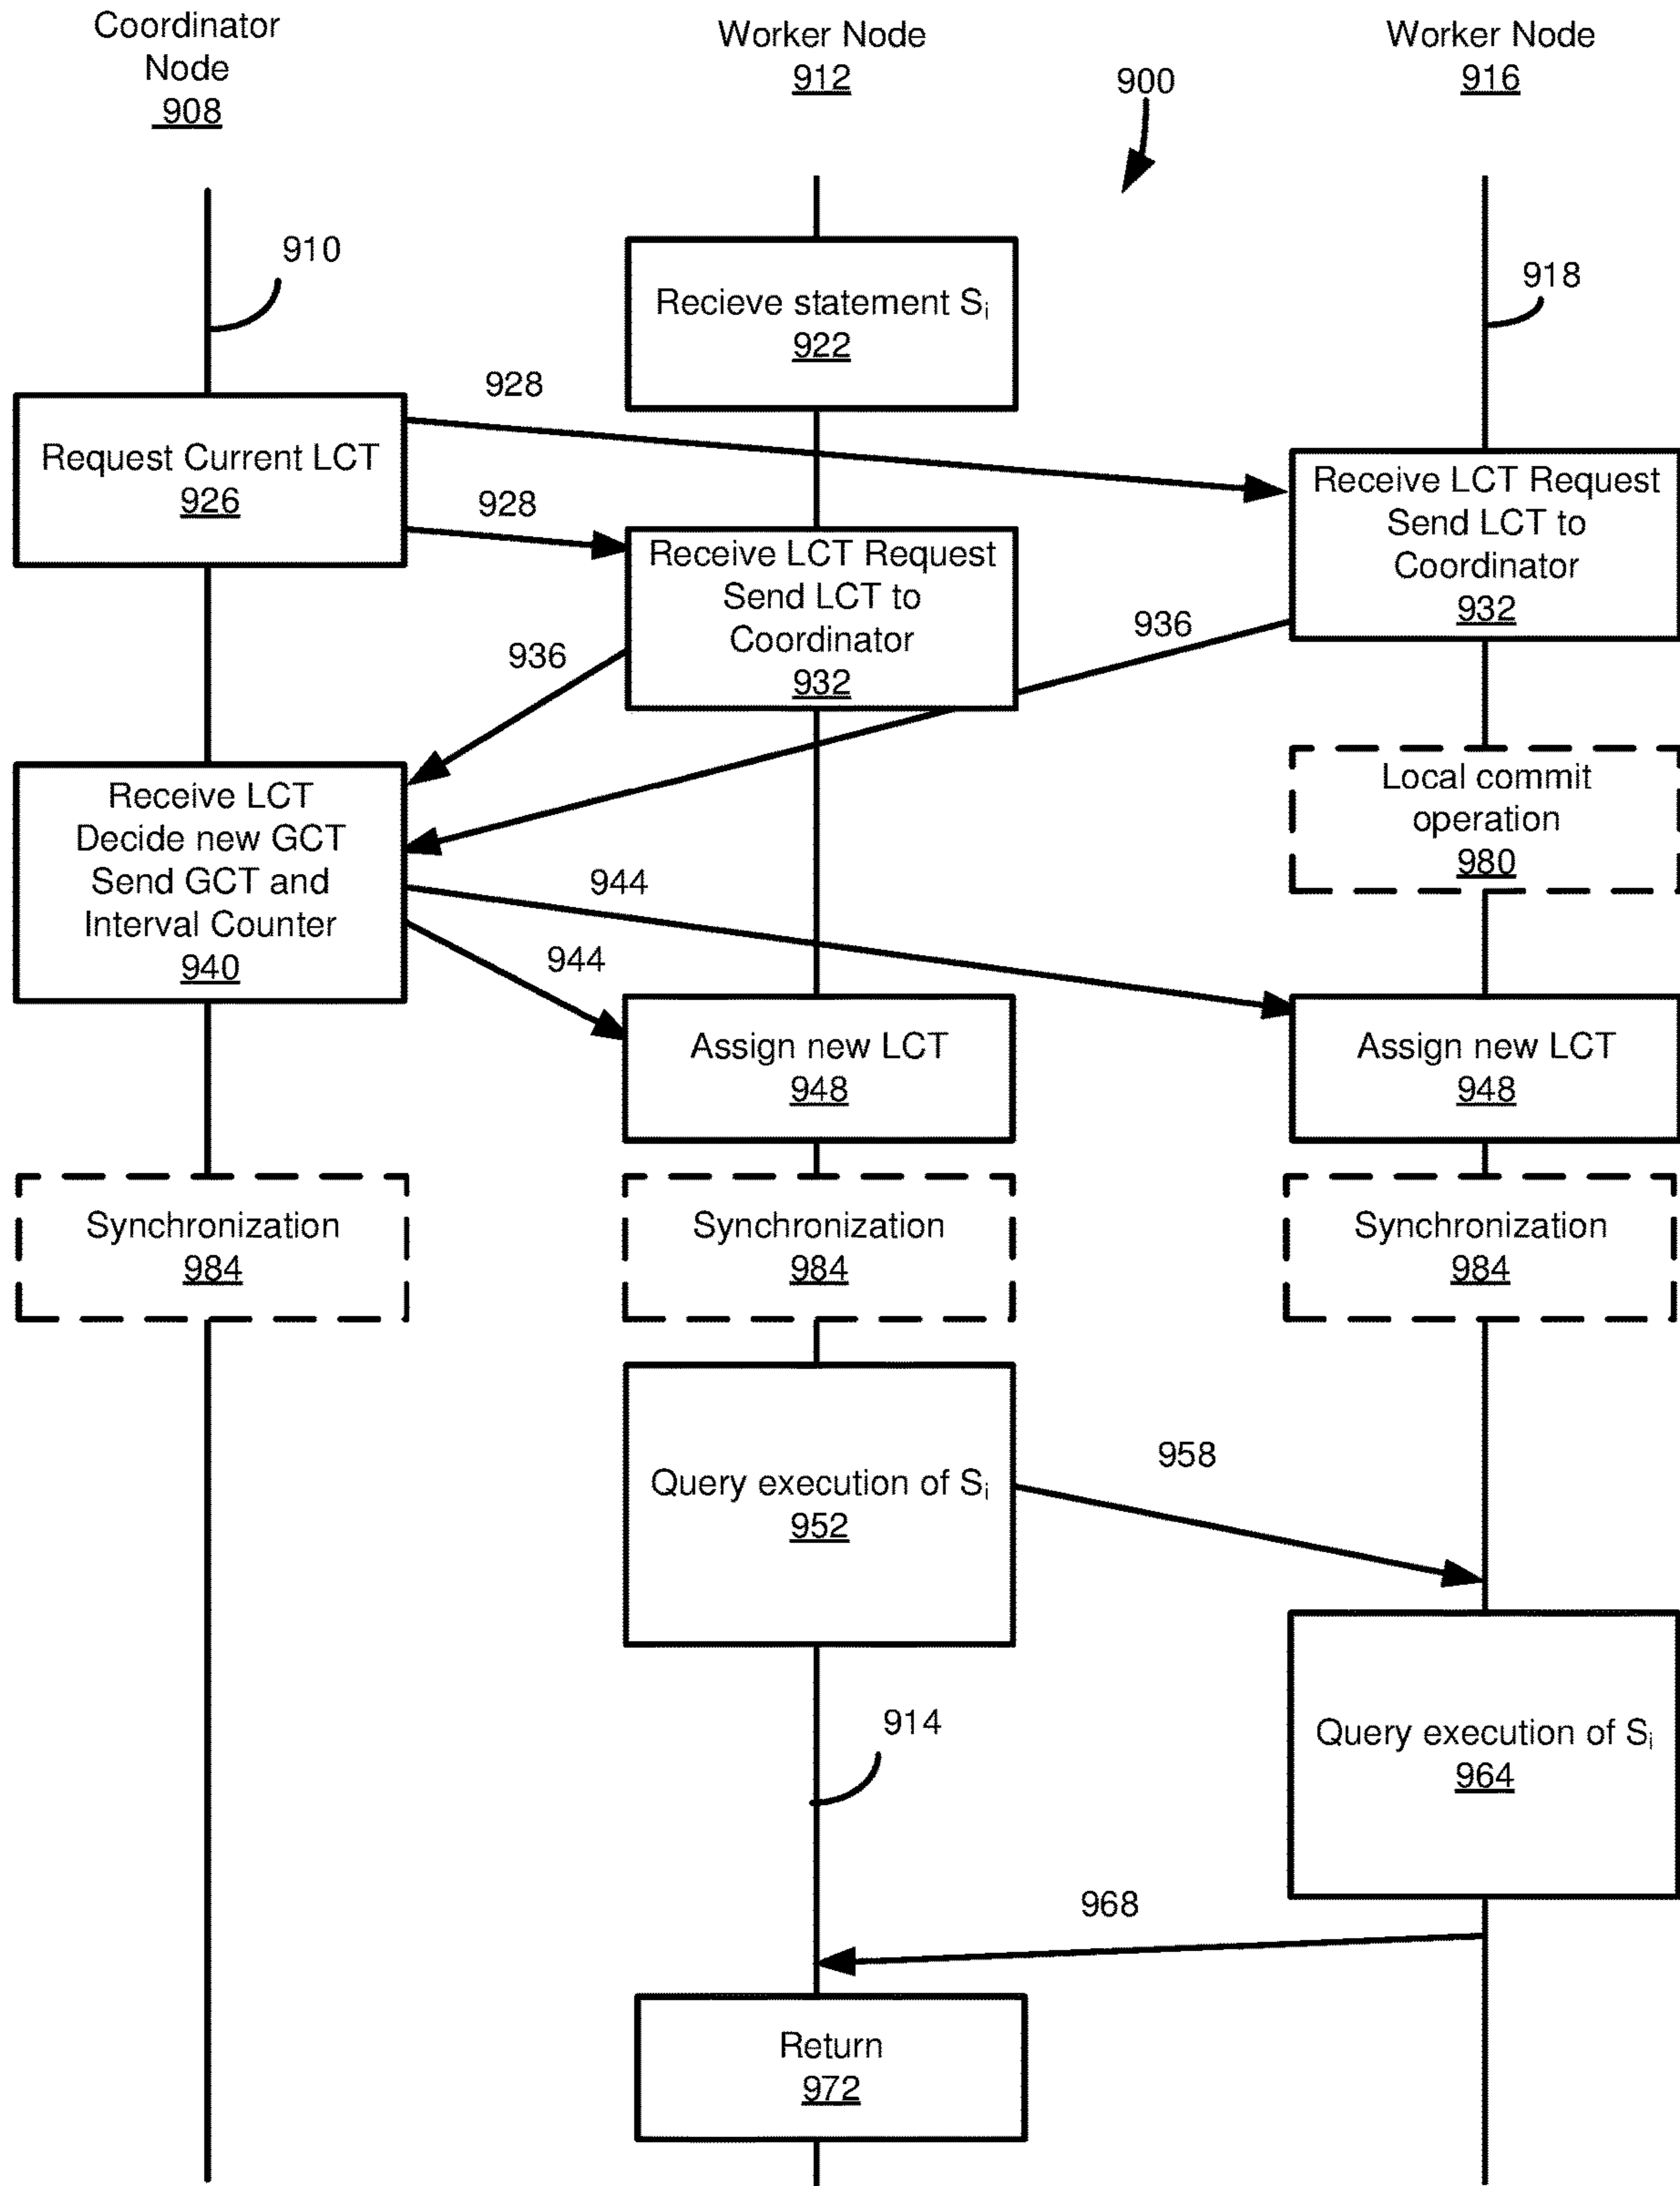 Coordinator
Node
908
Worker Node
912
900
Worker Node
916
910
Recieve statement Si
922
918
928
Request Current LCT
926
928
Receive LCT Request
Send LCT to
Coordinator
932
Receive LCT Request
Send LCT to
Coordinator
932
936
936
Receive LCT
Decide new GCT
Send GCT and
Interval Counter
940
Local commit
operation
980
944
944
Assign new LCT
948
Assign new LCT
948
Synchronization
984
Synchronization
984
Synchronization
984
Query execution of Si
952
958
914
Query execution of Si
964
968
Return
972